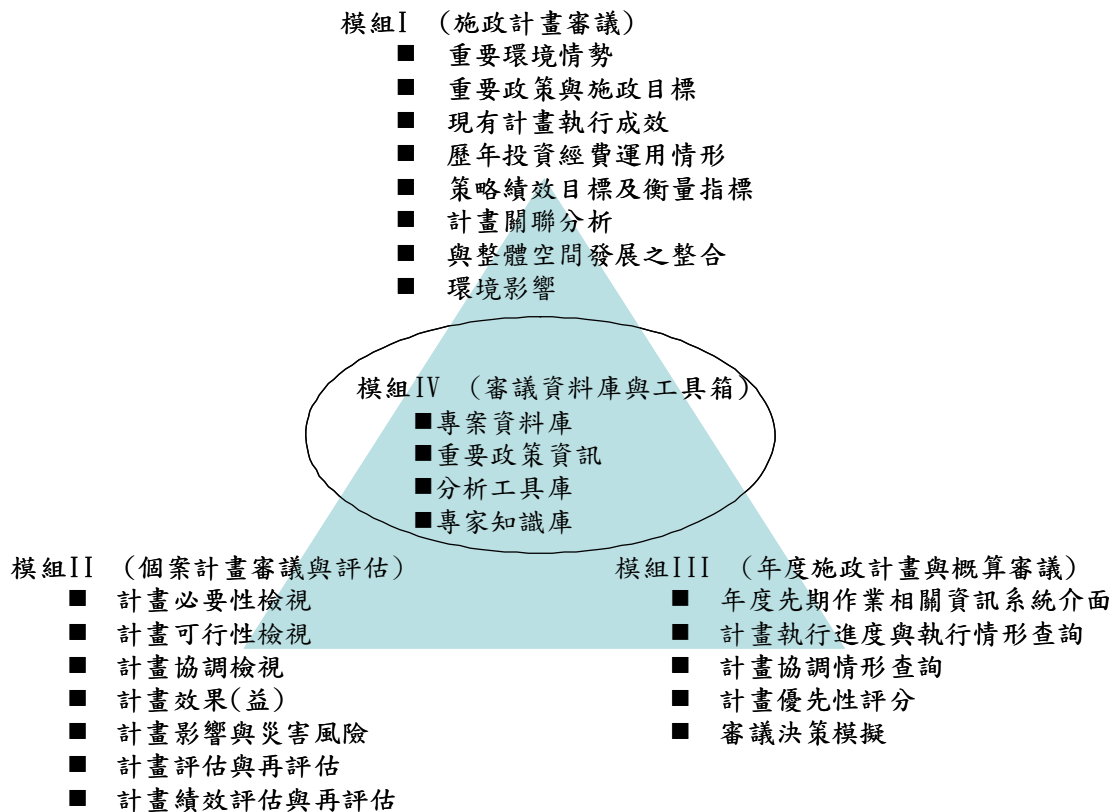 模組I （施政計畫審議）
■ 重要環境情勢
■ 重要政策與施政目標
■ 現有計畫執行成效
■ 歷年投資經費運用情形
■ 策略績效目標及衡量指標
■ 計畫關聯分析
■ 與整體空間發展之整合
■ 環境影響
模組IV （審議資料庫與工具箱）
■專案資料庫
■重要政策資訊
■分析工具庫
■專家知識庫
模組II （個案計畫審議與評估）
■ 計畫必要性檢視
■ 計畫可行性檢視
■ 計畫協調檢視
■ 計畫效果(益)
■ 計畫影響與災害風險
■ 計畫評估與再評估
■ 計畫績效評估與再評估
模組III （年度施政計畫與概算審議）
■ 年度先期作業相關資訊系統介面
■ 計畫執行進度與執行情形查詢
■ 計畫協調情形查詢
■ 計畫優先性評分
■ 審議決策模擬